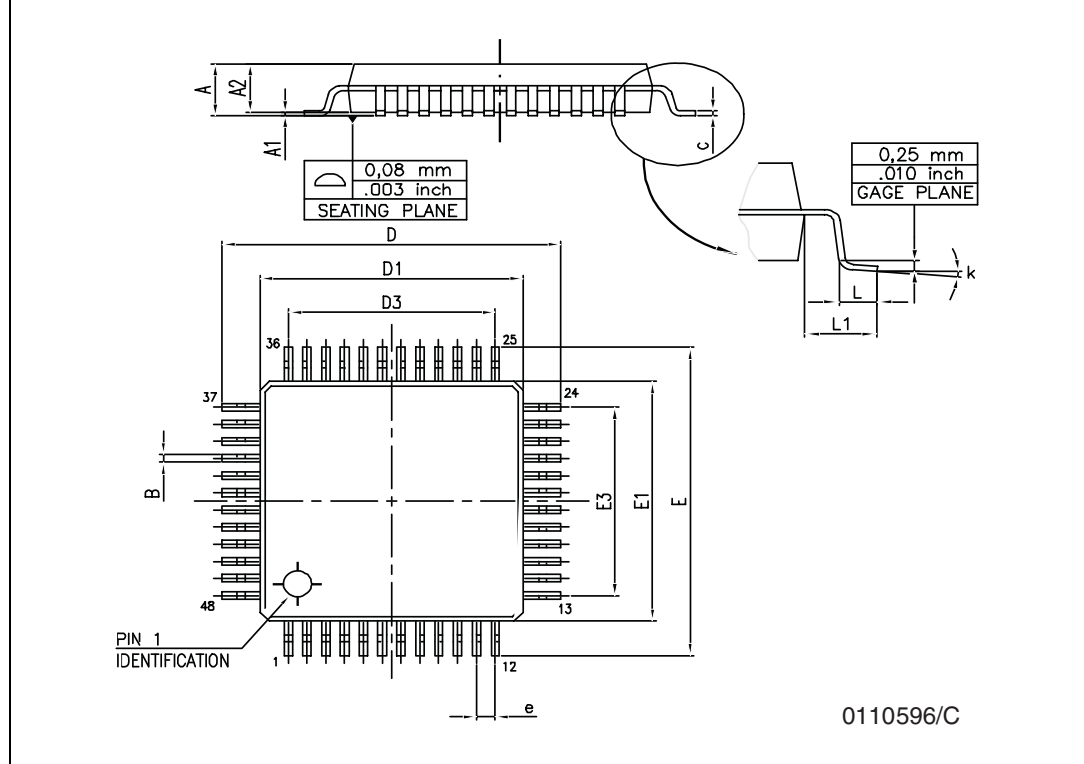 A
A2
A1
c
0,08 mm
.003 inch
SEATING PLANE
0,25 mm
.010 inch
GAGE PLANE
k
L
L1
D
D1
D3
36
25
37
24
B
E3
E1
E
48
13
PIN 1
IDENTIFICATION
1
12
e
0110596/C